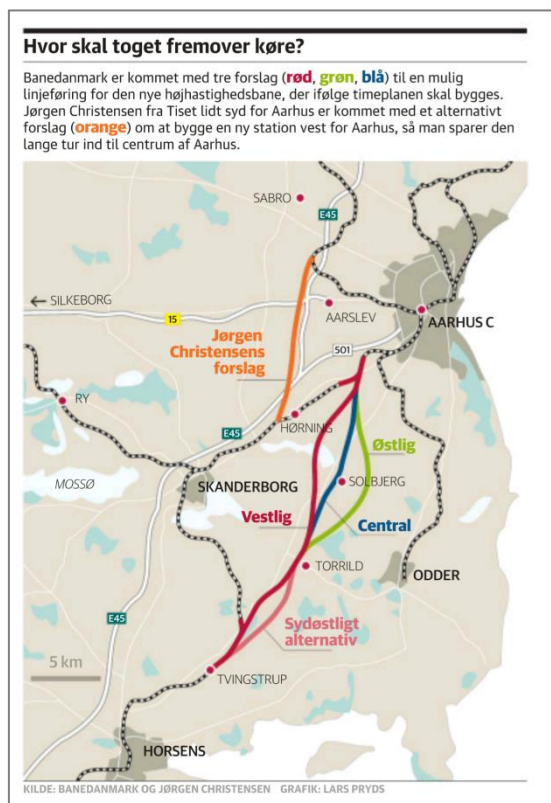 Hvor skal toget fremover køre?
Banedanmark er kommet med tre forslag (rød, grøn, blå) til en mulig
linjeføring for den nye højhastighedsbane, der ifølge timeplanen skal bygges.
Jørgen Christensen fra Tiset lidt syd for Aarhus er kommet med et alternativt
forslag (orange) om at bygge en ny station vest for Aarhus, så man sparer den
lange tur ind til centrum af Aarhus.
SABRO
E45
SILKEBORG
15
AARSLEV
AARHUS C
Jørgen
Christensens
forslag
501
RY
HØRNING
E45
Østlig
MOSSØ
SKANDERBORG
SOLBJERG
Vestlig
Central
TORRILD
ODDER
E45
Sydøstligt
alternativ
5 km
TVINGSTRUP
HORSENS
KILDE: BANEDANMARK OG JØRGEN CHRISTENSEN GRAFIK: LARS PRYDS